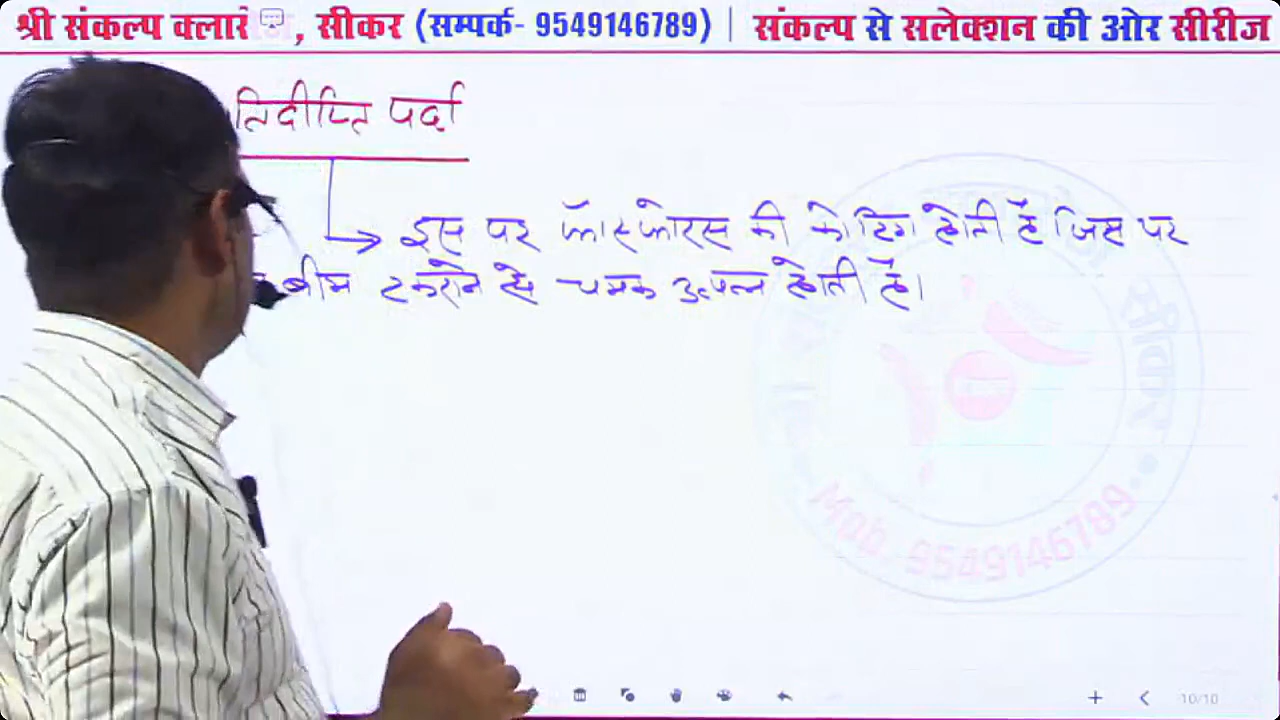 श्री संकल्प क्लासेज, सीकर (सम्पर्क- 9549146789) | संकल्प से सलेक्शन की ओर सीरीज
तिदीप्ति पर्दा
इस पर फॉस्फोरस की कोटिंग होती हैं जिस पर
बीम टकराने से चमक उत्पन्न होती हैं।
सीकर
Mob. 9549146789
10/10